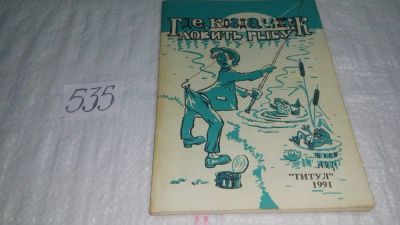 Где, когда и как
ловить рыбу
535
"ТИТУЛ"
1991